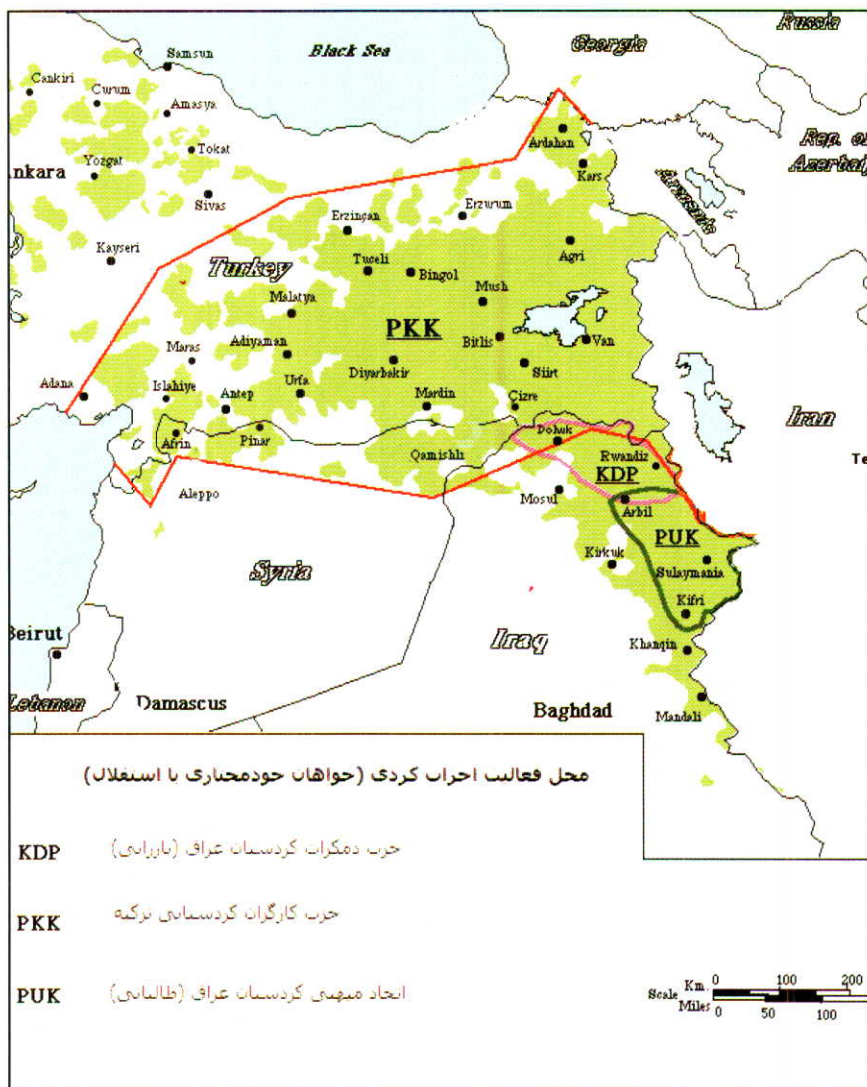 Black Sea
Georgia
Russia
Samsun
Cankiri
Curum
Amasya
Ardahan
Rep. of
Azerbaij
Tokat
Yozgat
nkara
Kars
Armania
Sivas
Erzincan
Erzurum
Kayseri
Agri
Turkey
Tuceli
Bingol
Mush
Malatya
PKK
Bitlis
Van
Adiyaman
Maras
Diyarbakir
Siirt
Adana
Islahiye
Urfa
Antep
Mardin
Cizre
Iran
Afrin
Pinar
Dohuk
Qamishli
Rwandiz
Te
KDP
Aleppo
Mosul
Arbil
PUK
Kirkuk
Sulaymania
Syria
Kifri
Beirut
Iraq
Khanqin
Lebanon
Damascus
Baghdad
Mandali
محل فعالیت احزاب کردی (خواهان خودمختاری یا استقلال)
KDP حزب دمکرات کردستان عراق (بارزانی)
PKK حزب کارگران کردستانی ترکیه
PUK اتحاد میهنی کردستان عراق (طالبانی)
Scale Km. 0 100 200
Miles 0 50 100